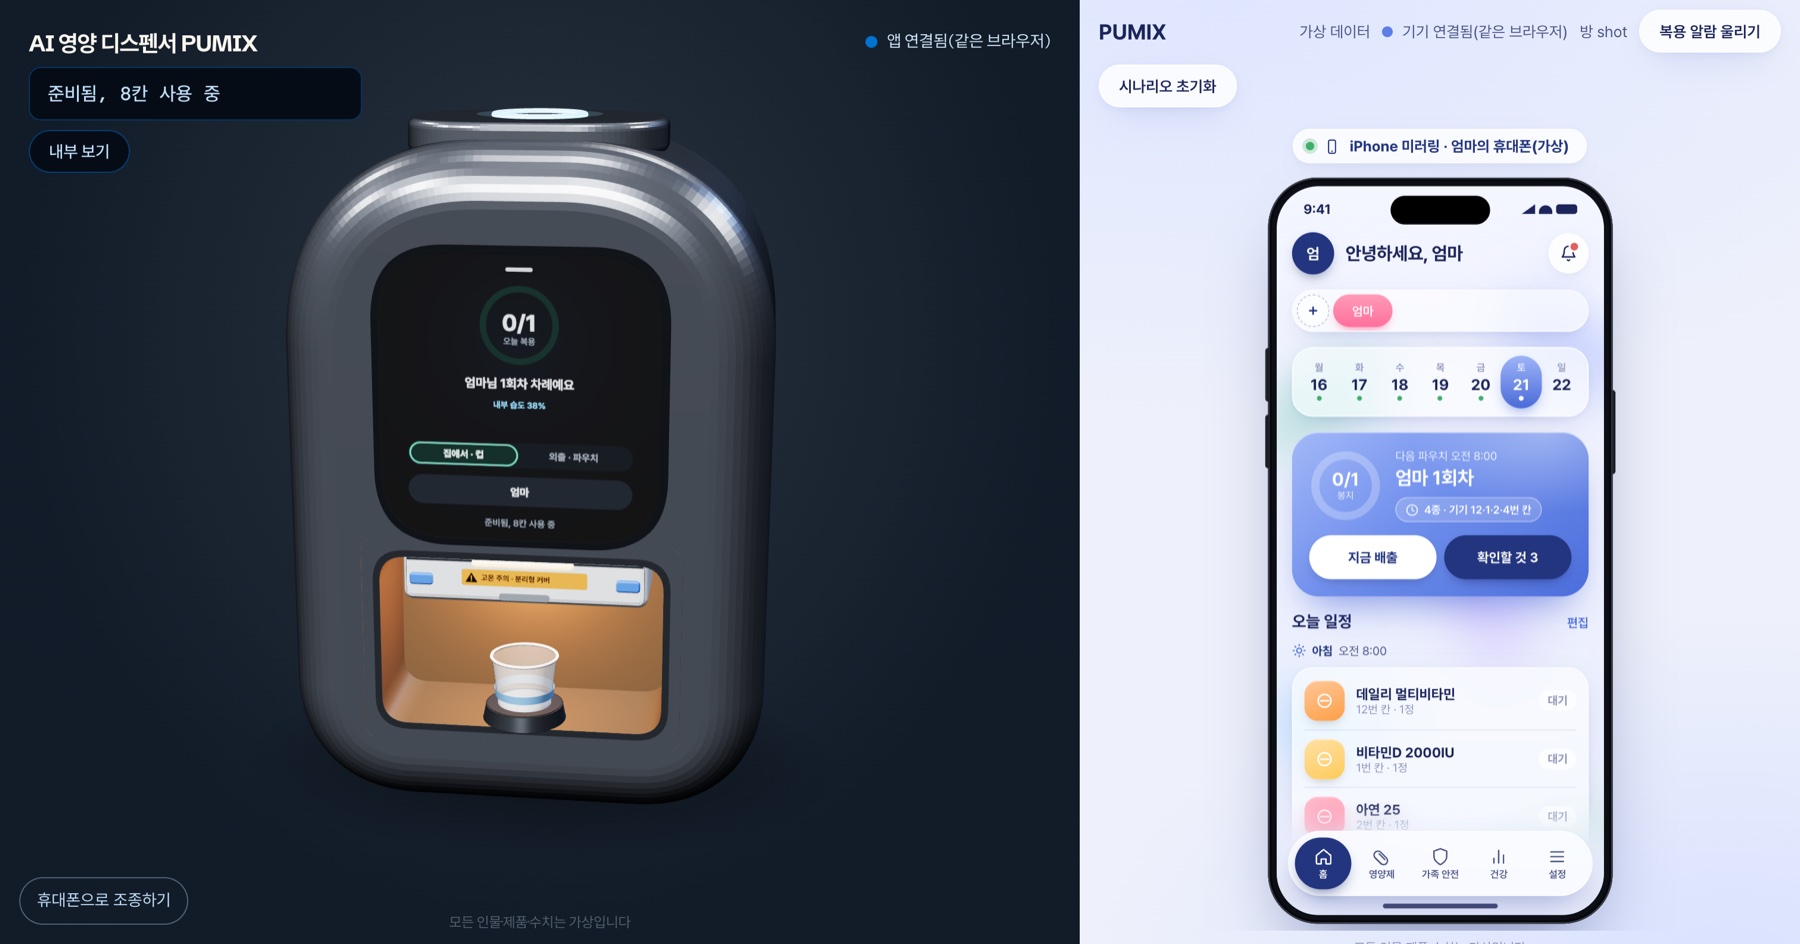 AI 영양 디스펜서 PUMIX
앱 연결됨(같은 브라우저)
준비됨, 8칸 사용 중
내부 보기
0/1
오늘 복용
엄마님 1회차 차례예요
내부 습도 38%
집에서 · 컵
외출 · 파우치
엄마
준비됨, 8칸 사용 중
고온 주의 · 분리형 커버
휴대폰으로 조종하기
모든 인물·제품·수치는 가상입니다
PUMIX
가상 데이터
기기 연결됨(같은 브라우저)
방 shot
복용 알람 울리기
시나리오 초기화
iPhone 미러링 · 엄마의 휴대폰(가상)
9:41
엄
안녕하세요, 엄마
+
엄마
월 화 수 목 금 토 일
16 17 18 19 20 21 22
다음 파우치 오전 8:00
0/1
봉지
엄마 1회차
4종 · 기기 12·1·2·4번 칸
지금 배출
확인할 것 3
오늘 일정
편집
아침 오전 8:00
데일리 멀티비타민
12번 칸 · 1정
대기
비타민D 2000IU
1번 칸 · 1정
대기
아연 25
2번 칸 · 1정
대기
홈
영양제
가족 안전
건강
설정